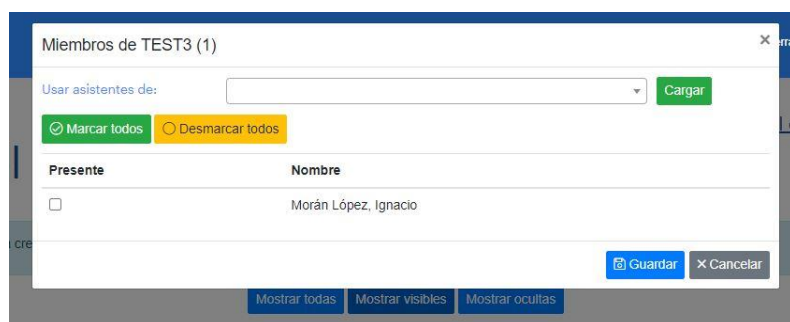 Miembros de TEST3 (1)
Usar asistentes de:
Cargar
Marcar todos Desmarcar todos
Presente Nombre
Morán López, Ignacio
Guardar Cancelar
Mostrar todas Mostrar visibles Mostrar ocultas